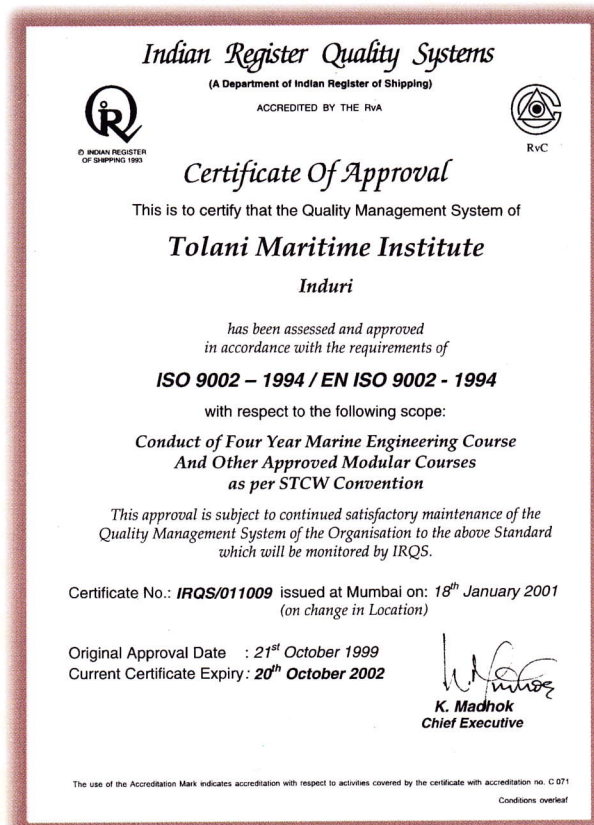 Indian Register Quality Systems
(A Department of Indian Register of Shipping)
ACCREDITED BY THE RvA
© INDIAN REGISTER
OF SHIPPING 1993
RvC
Certificate Of Approval
This is to certify that the Quality Management System of
Tolani Maritime Institute
Induri
has been assessed and approved
in accordance with the requirements of
ISO 9002 – 1994 / EN ISO 9002 - 1994
with respect to the following scope:
Conduct of Four Year Marine Engineering Course
And Other Approved Modular Courses
as per STCW Convention
This approval is subject to continued satisfactory maintenance of the
Quality Management System of the Organisation to the above Standard
which will be monitored by IRQS.
Certificate No.: IRQS/011009 issued at Mumbai on: 18th January 2001
(on change in Location)
Original Approval Date : 21st October 1999
Current Certificate Expiry : 20th October 2002
K. Madhok
Chief Executive
The use of the Accreditation Mark indicates accreditation with respect to activities covered by the certificate with accreditation no. C 071
Conditions overleaf